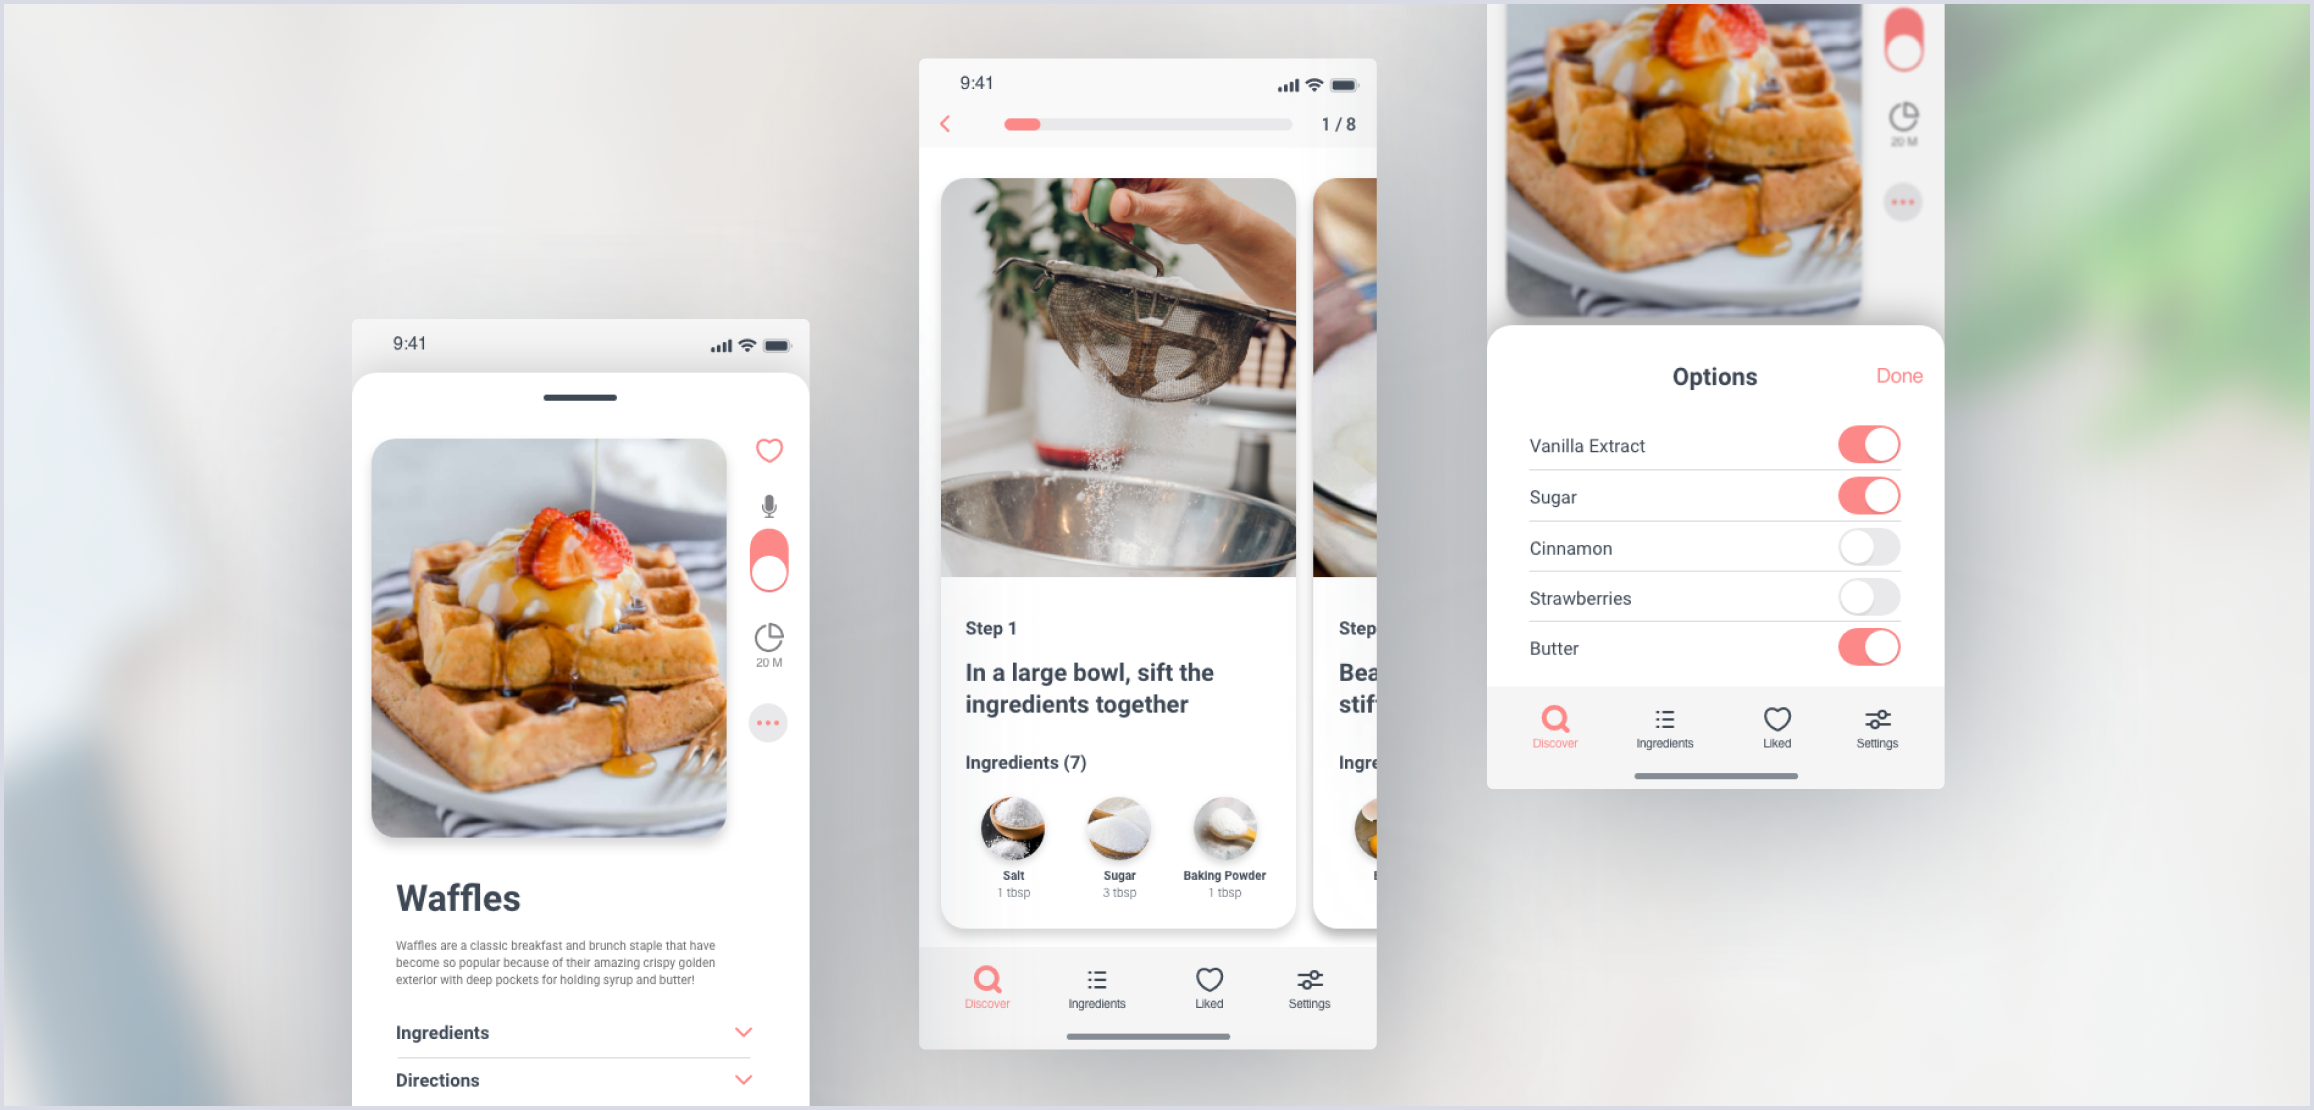 9:41
Waffles
Waffles are a classic breakfast and brunch staple that have
become so popular because of their amazing crispy golden
exterior with deep pockets for holding syrup and butter!
Ingredients
Directions
20 M
9:41
1 / 8
Step 1
In a large bowl, sift the
ingredients together
Ingredients (7)
Salt
1 tbsp
Sugar
3 tbsp
Baking Powder
1 tbsp
Step
Bea
stif
Ingre
Discover
Ingredients
Liked
Settings
20 M
Options
Done
Vanilla Extract
Sugar
Cinnamon
Strawberries
Butter
Discover
Ingredients
Liked
Settings